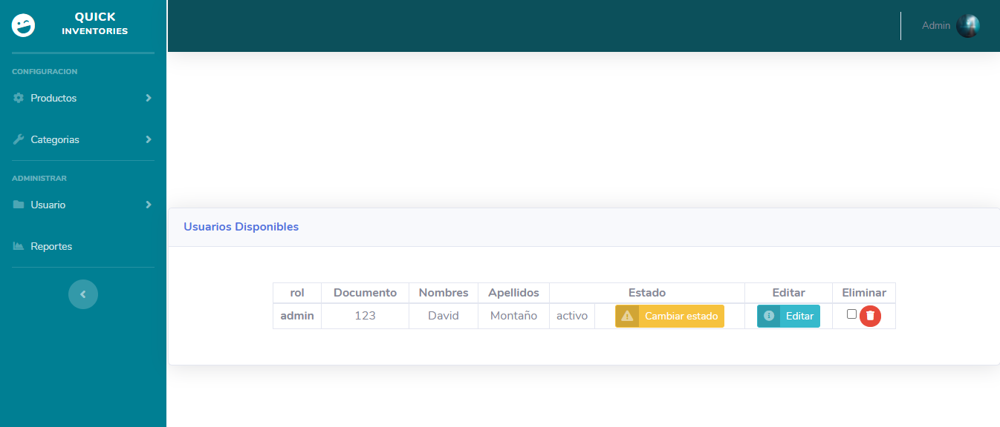 QUICK
INVENTORIES
Admin
CONFIGURACION
Productos
Categorias
ADMINISTRAR
Usuario
Reportes
Usuarios Disponibles
rol Documento Nombres Apellidos Estado Editar Eliminar
admin 123 David Montaño activo Cambiar estado Editar